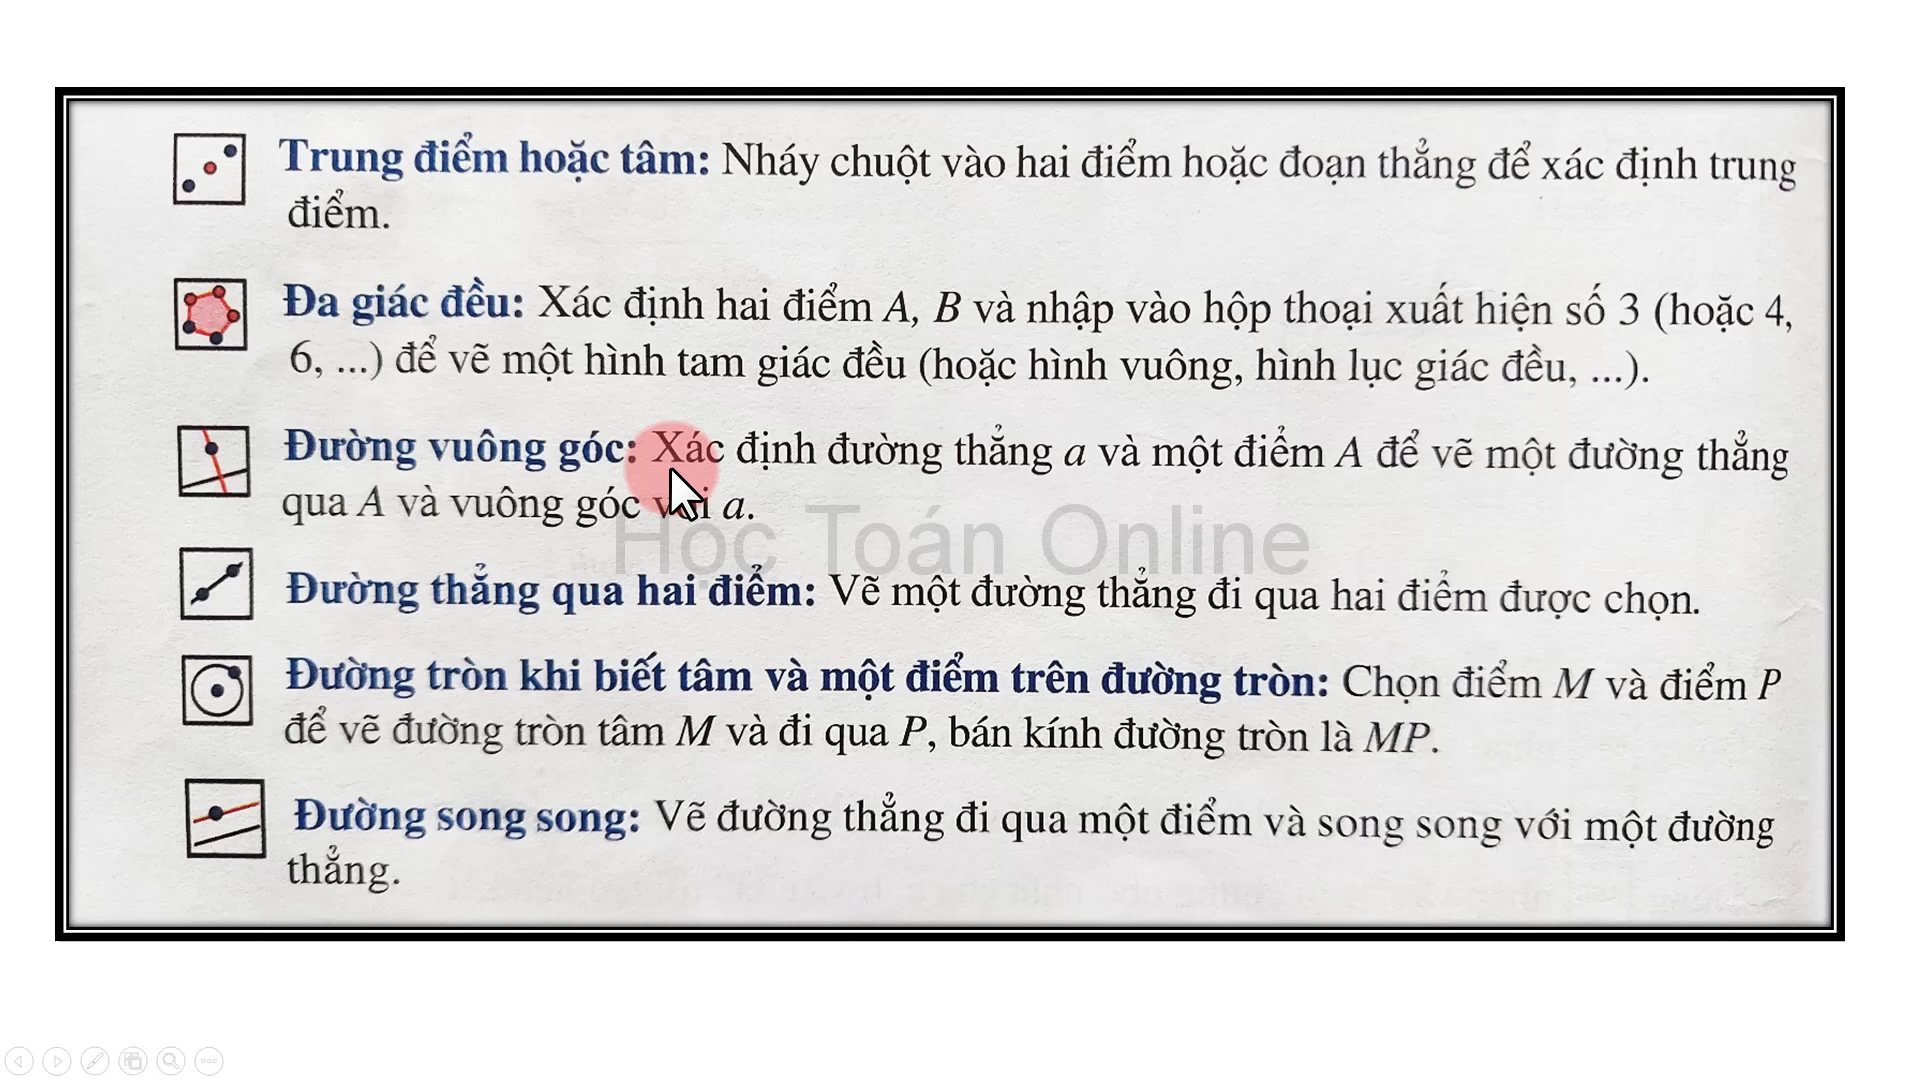 Trung điểm hoặc tâm: Nháy chuột vào hai điểm hoặc đoạn thẳng để xác định trung
điểm.
Đa giác đều: Xác định hai điểm A, B và nhập vào hộp thoại xuất hiện số 3 (hoặc 4,
6, ...) để vẽ một hình tam giác đều (hoặc hình vuông, hình lục giác đều, ...).
Đường vuông góc: Xác định đường thẳng a và một điểm A để vẽ một đường thẳng
qua A và vuông góc với a.
Học Toán Online
Đường thẳng qua hai điểm: Vẽ một đường thẳng đi qua hai điểm được chọn.
Đường tròn khi biết tâm và một điểm trên đường tròn: Chọn điểm M và điểm P
để vẽ đường tròn tâm M và đi qua P, bán kính đường tròn là MP.
Đường song song: Vẽ đường thẳng đi qua một điểm và song song với một đường
thẳng.